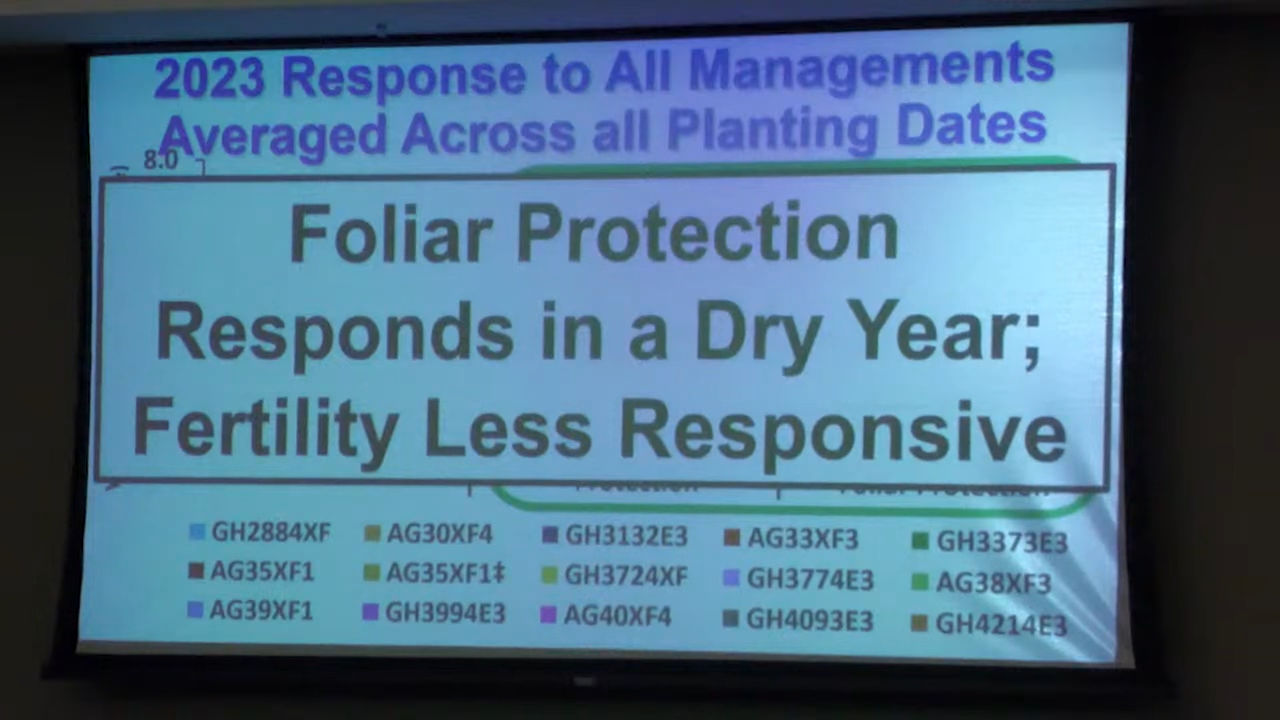 2023 Response to All Managements
Averaged Across all Planting Dates
8.0
Foliar Protection
Responds in a Dry Year;
Fertility Less Responsive
GH2884XF AG30XF4 GH3132E3 AG33XF3 GH3373E3
AG35XF1 AG35XF1‡ GH3724XF GH3774E3 AG38XF3
AG39XF1 GH3994E3 AG40XF4 GH4093E3 GH4214E3